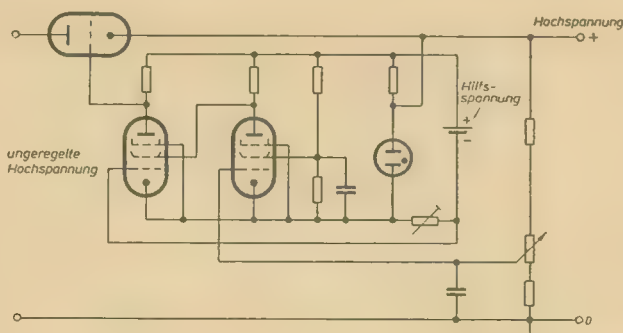 Hochspannung
+
Hilfs-
spannung
+
-
ungeregelte
Hochspannung
0